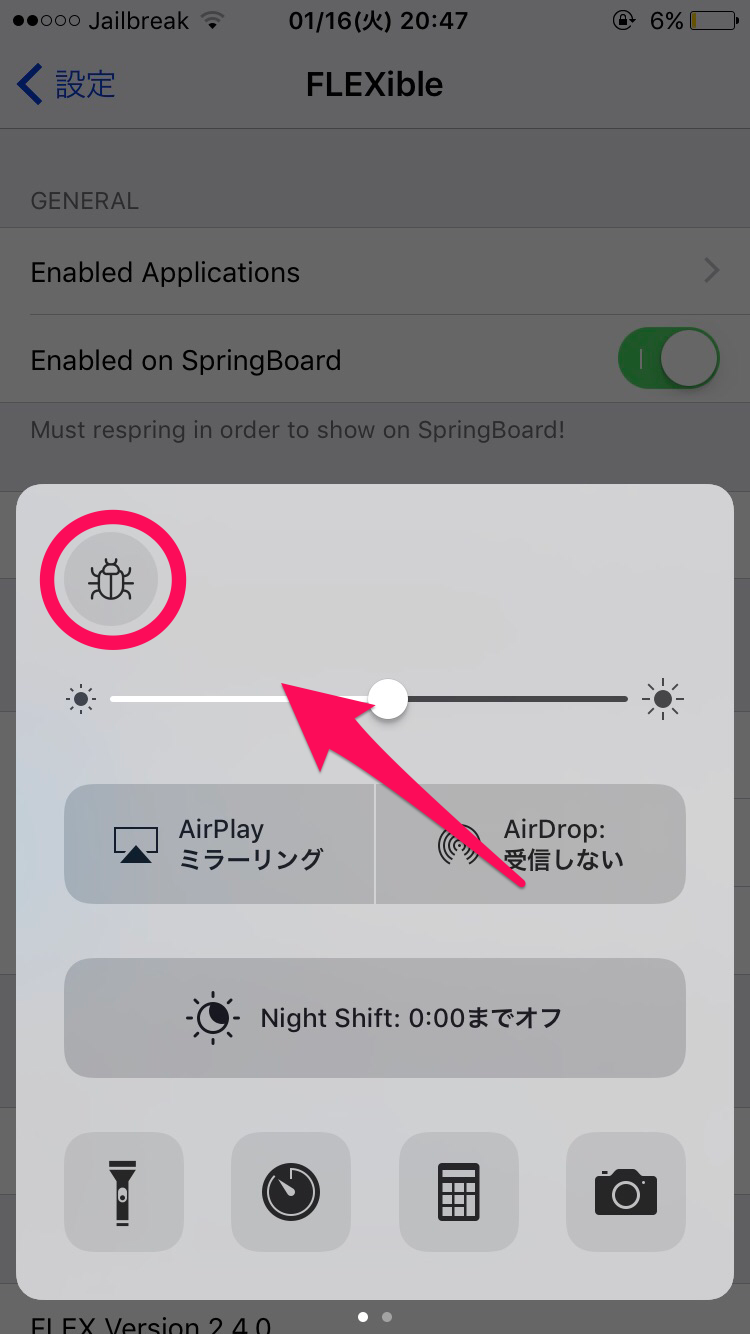 Jailbreak 01/16(火) 20:47 6%
設定 FLEXible
GENERAL
Enabled Applications
Enabled on SpringBoard
Must respring in order to show on SpringBoard!
AirPlay
ミラーリング
AirDrop:
受信しない
Night Shift: 0:00までオフ
FLEX Version 2.4.0